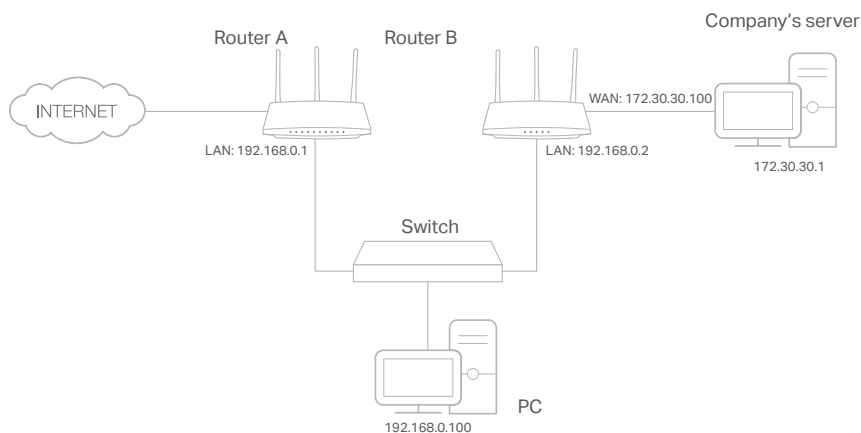 Company's server
Router A
Router B
INTERNET
WAN: 172.30.30.100
LAN: 192.168.0.1
LAN: 192.168.0.2
172.30.30.1
Switch
PC
192.168.0.100